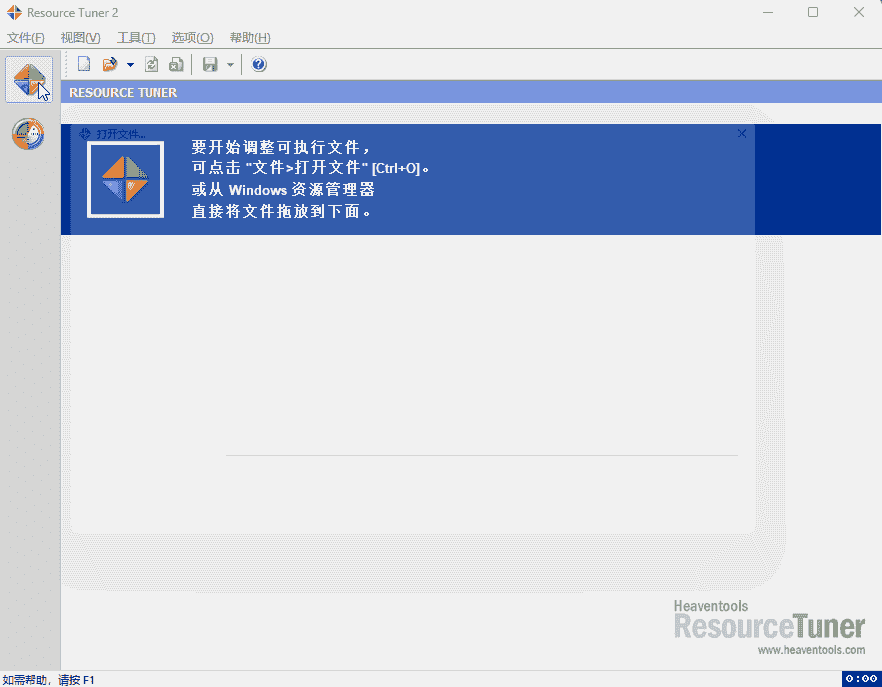 Resource Tuner 2
文件(F) 视图(V) 工具(T) 选项(O) 帮助(H)
RESOURCE TUNER
打开文件...
要开始调整可执行文件，
可点击 "文件>打开文件" [Ctrl+O]。
或从 Windows 资源管理器
直接将文件拖放到下面。
Heaventools
ResourceTuner
www.heaventools.com
如需帮助，请按 F1
0:00